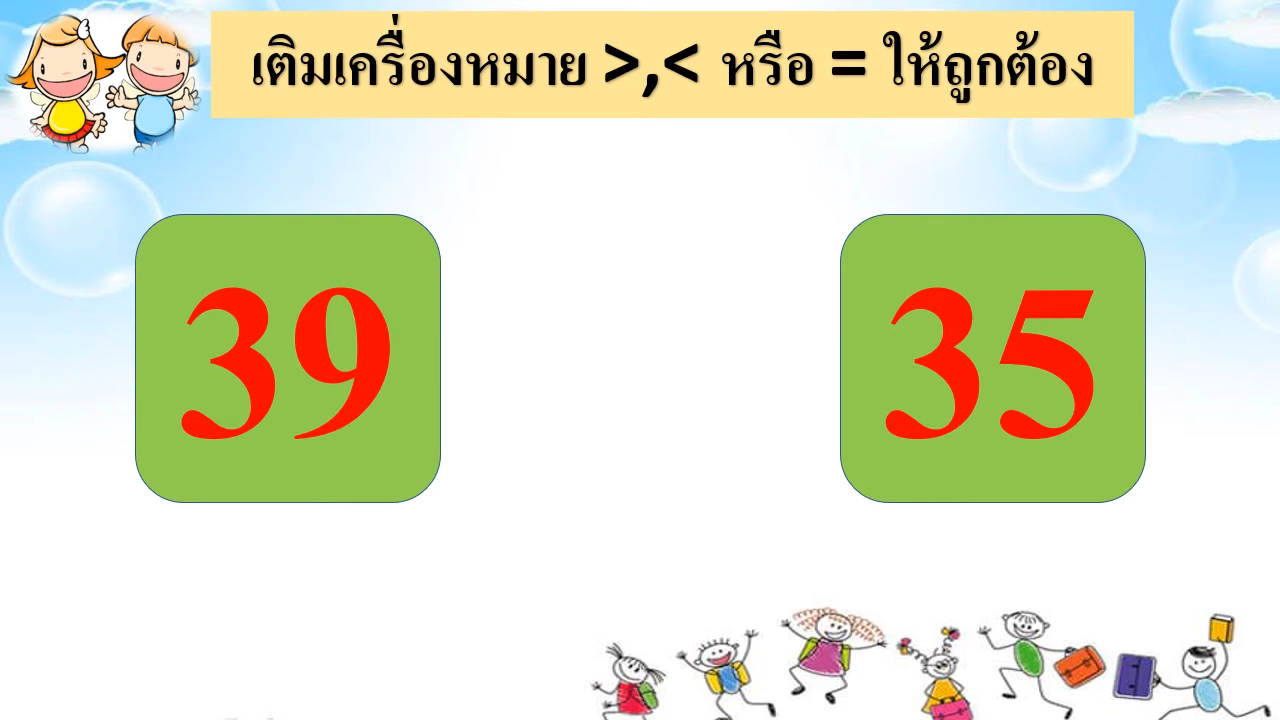 เติมเครื่องหมาย >,< หรือ = ให้ถูกต้อง
39 35